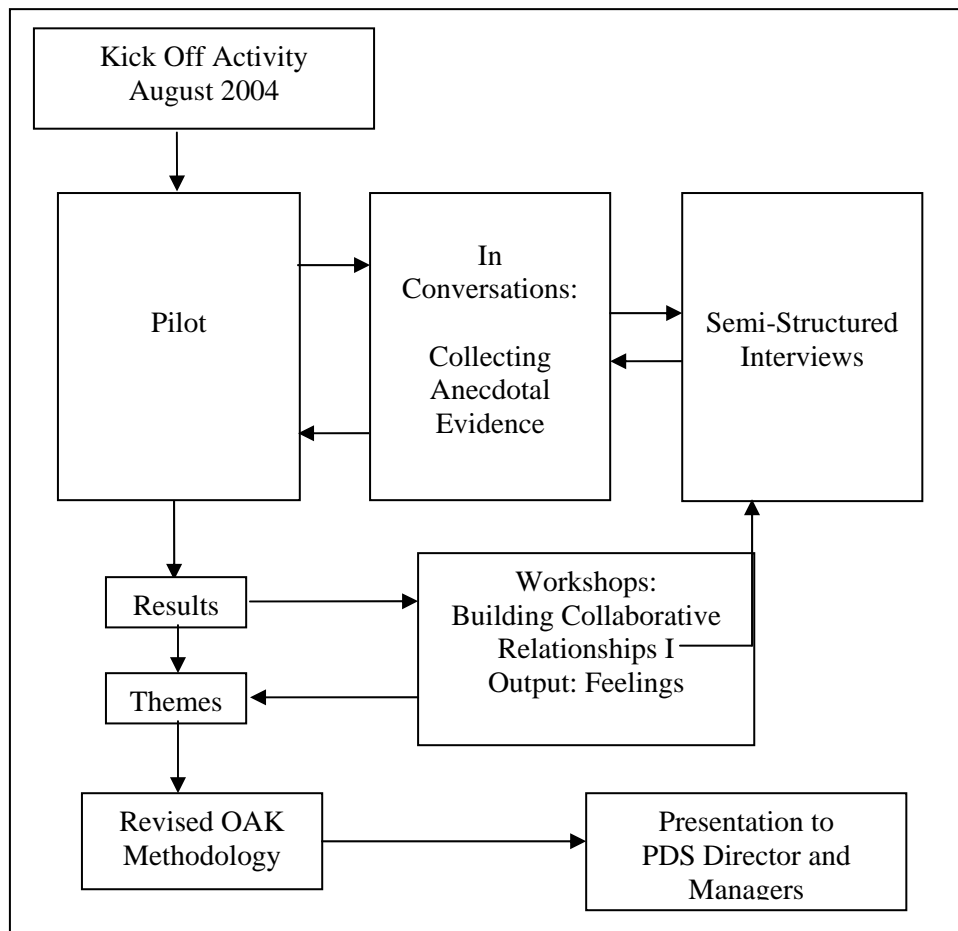 Kick Off Activity
August 2004
Pilot
In
Conversations:
Collecting
Anecdotal
Evidence
Semi-Structured
Interviews
Results
Workshops:
Building Collaborative
Relationships I
Output: Feelings
Themes
Revised OAK
Methodology
Presentation to
PDS Director and
Managers